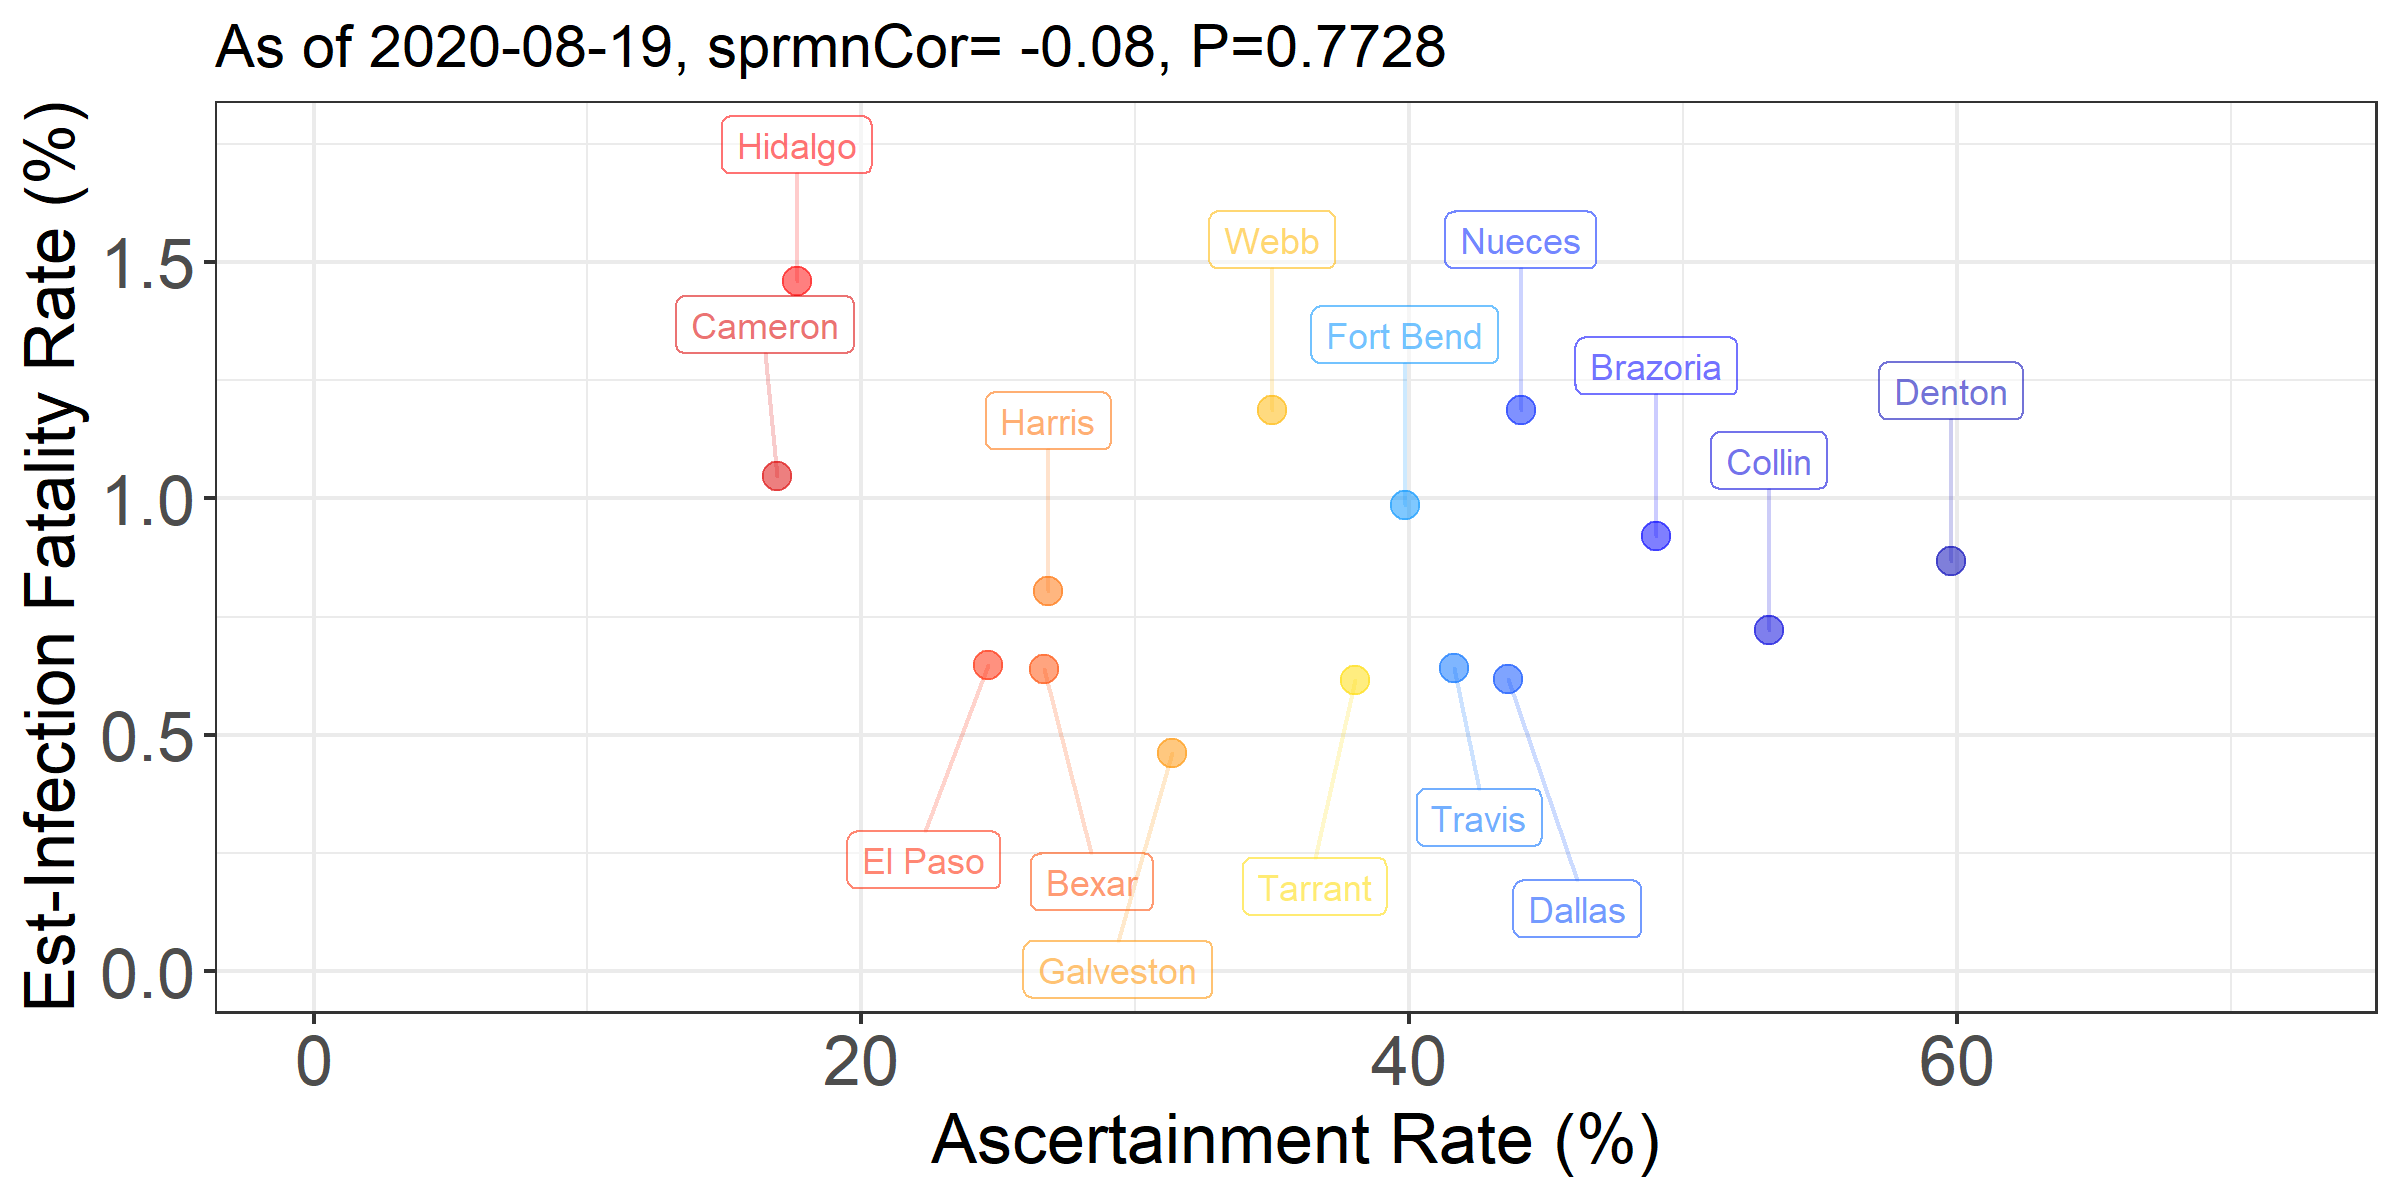 As of 2020-08-19, sprmnCor= -0.08, P=0.7728
Est-Infection Fatality Rate (%)
1.5
1.0
0.5
0.0
Hidalgo
Webb
Nueces
Cameron
Fort Bend
Brazoria
Denton
Harris
Collin
Travis
El Paso
Bexar
Tarrant
Dallas
Galveston
0 20 40 60
Ascertainment Rate (%)